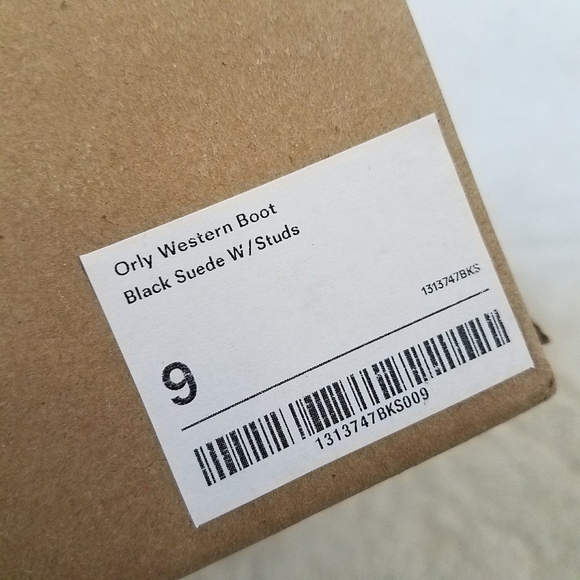 Orly Western Boot
Black Suede W/Studs
1313747BKS
9
1313747BKS009